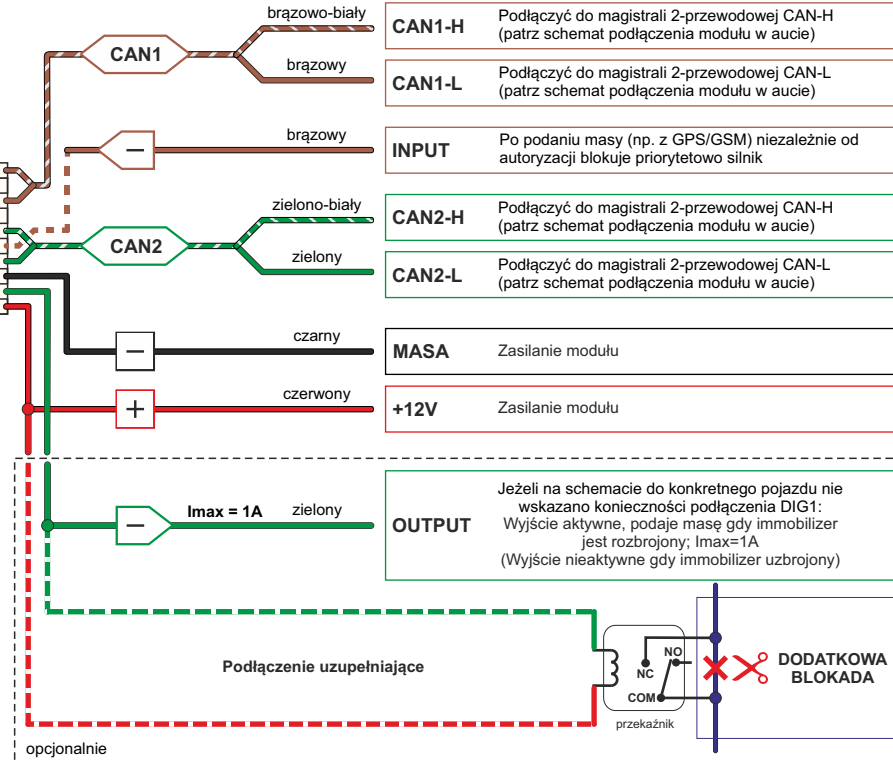 brązowo-biały
CAN1
CAN1-H
Podłączyć do magistrali 2-przewodowej CAN-H
(patrz schemat podłączenia modułu w aucie)
brązowy
CAN1-L
Podłączyć do magistrali 2-przewodowej CAN-L
(patrz schemat podłączenia modułu w aucie)
brązowy
−
INPUT
Po podaniu masy (np. z GPS/GSM) niezależnie od
autoryzacji blokuje priorytetowo silnik
zielono-biały
CAN2
CAN2-H
Podłączyć do magistrali 2-przewodowej CAN-H
(patrz schemat podłączenia modułu w aucie)
zielony
CAN2-L
Podłączyć do magistrali 2-przewodowej CAN-L
(patrz schemat podłączenia modułu w aucie)
czarny
−
MASA
Zasilanie modułu
czerwony
+
+12V
Zasilanie modułu
−
Imax = 1A
zielony
OUTPUT
Jeżeli na schemacie do konkretnego pojazdu nie
wskazano konieczności podłączenia DIG1:
Wyjście aktywne, podaje masę gdy immobilizer
jest rozbrojony; Imax=1A
(Wyjście nieaktywne gdy immobilizer uzbrojony)
Podłączenie uzupełniające
NC
NO
COM
przekaźnik
DODATKOWA
BLOKADA
opcjonalnie